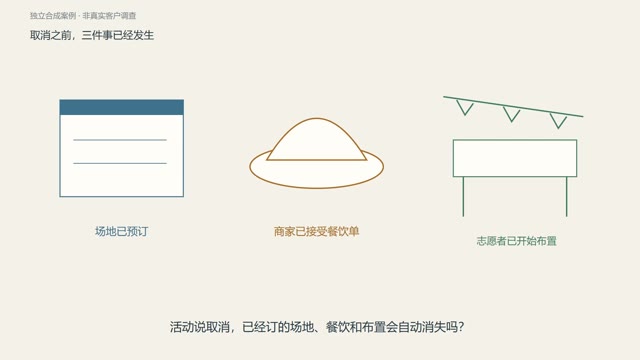 独立合成案例 · 非真实客户调查
取消之前，三件事已经发生
场地已预订
商家已接受餐饮单
志愿者已开始布置
活动说取消，已经订的场地、餐饮和布置会自动消失吗？